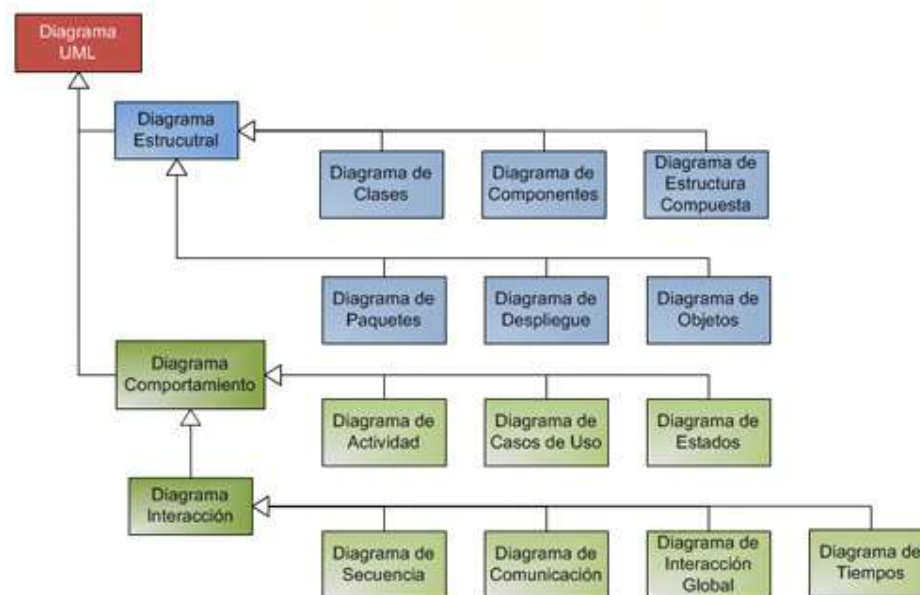 Diagrama
UML
Diagrama
Estrucutral
Diagrama de
Clases
Diagrama de
Componentes
Diagrama de
Estructura
Compuesta
Diagrama de
Paquetes
Diagrama de
Despliegue
Diagrama de
Objetos
Diagrama
Comportamiento
Diagrama de
Actividad
Diagrama de
Casos de Uso
Diagrama de
Estados
Diagrama
Interacción
Diagrama de
Secuencia
Diagrama de
Comunicación
Diagrama de
Interacción
Global
Diagrama de
Tiempos